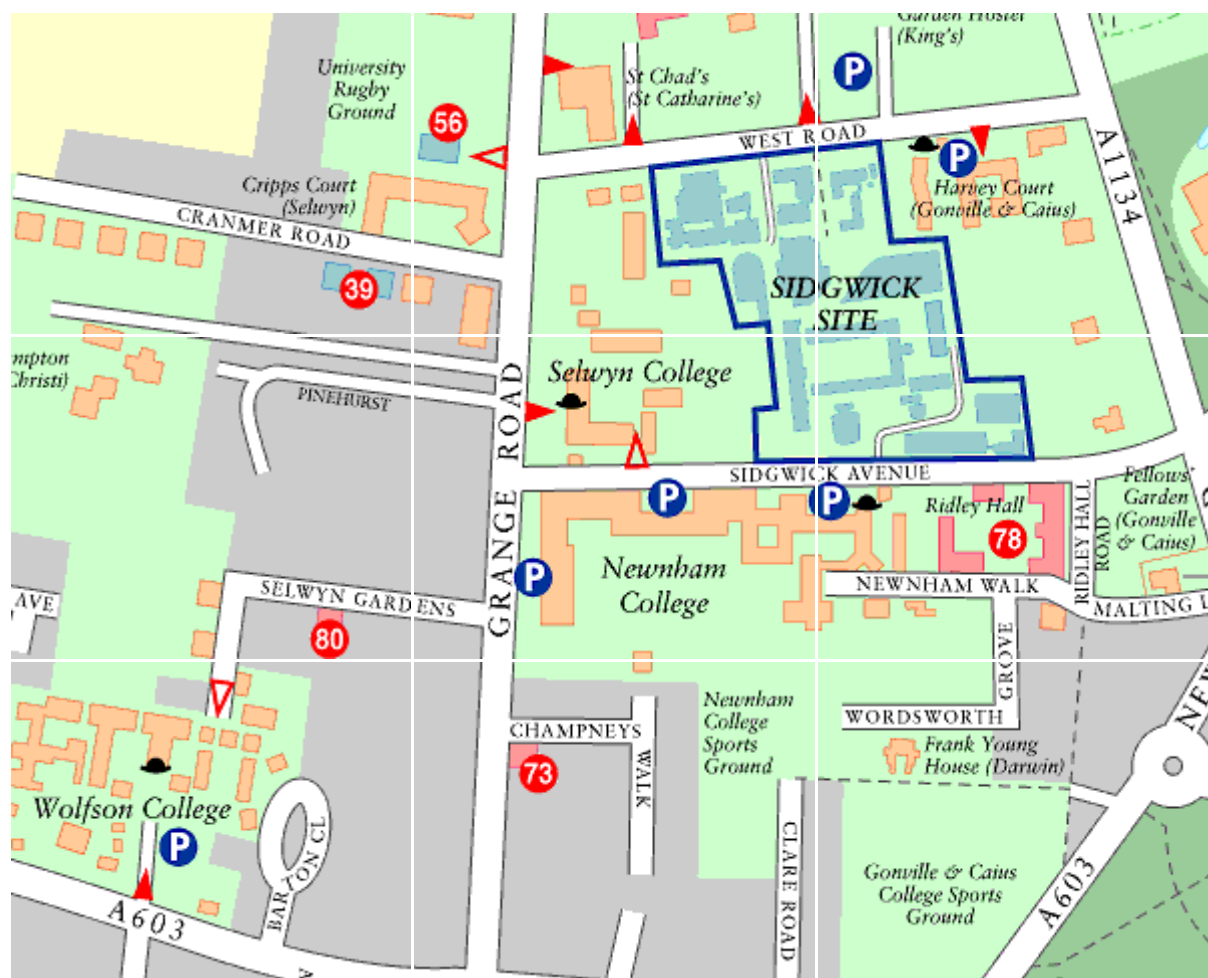 Garden Hostel
(King's)
University
Rugby
Ground
St Chad's
(St Catharine's)
P
56
WEST ROAD
A1134
P
Cripps Court
(Selwyn)
Harvey Court
(Gonville & Caius)
CRANMER ROAD
39
SIDGWICK
SITE
mpton
Christi)
PINEHURST
Selwyn College
GRANGE ROAD
SIDGWICK AVENUE
P
P
Ridley Hall
78
RIDLEY HALL
ROAD
Fellows'
Garden
(Gonville
& Caius)
P
Newnham
College
NEWNHAM WALK
MALTING L
AVE
SELWYN GARDENS
80
GROVE
WORDSWORTH
NEW
CHAMPNEYS
WALK
73
Newnham
College
Sports
Ground
Frank Young
House (Darwin)
Wolfson College
P
BARTON CL
CLARE ROAD
Gonville & Caius
College Sports
Ground
A603
A603